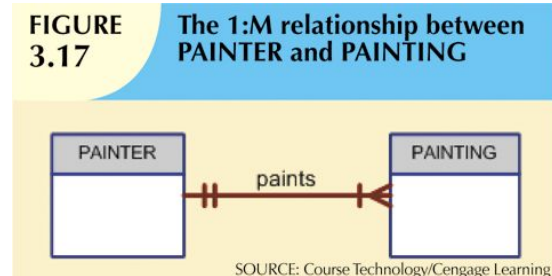 FIGURE
3.17
The 1:M relationship between
PAINTER and PAINTING
PAINTER
paints
PAINTING
SOURCE: Course Technology/Cengage Learning